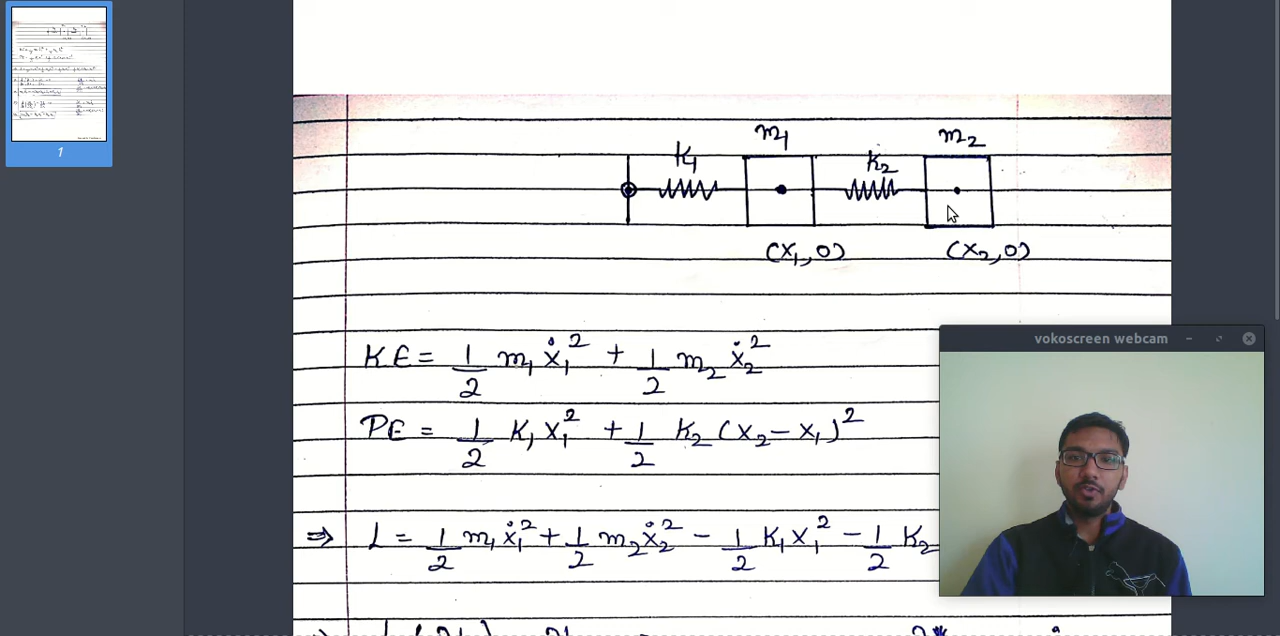 1
m₁ m₂
K₁ K₂
(x₁, 0) (x₂, 0)
KE = 1/2 m₁ ẋ₁² + 1/2 m₂ ẋ₂²
PE = 1/2 K₁ x₁² + 1/2 K₂ (x₂ - x₁)²
vokoscreen webcam
⇒ L = 1/2 m₁ ẋ₁² + 1/2 m₂ ẋ₂² - 1/2 K₁ x₁² - 1/2 K₂